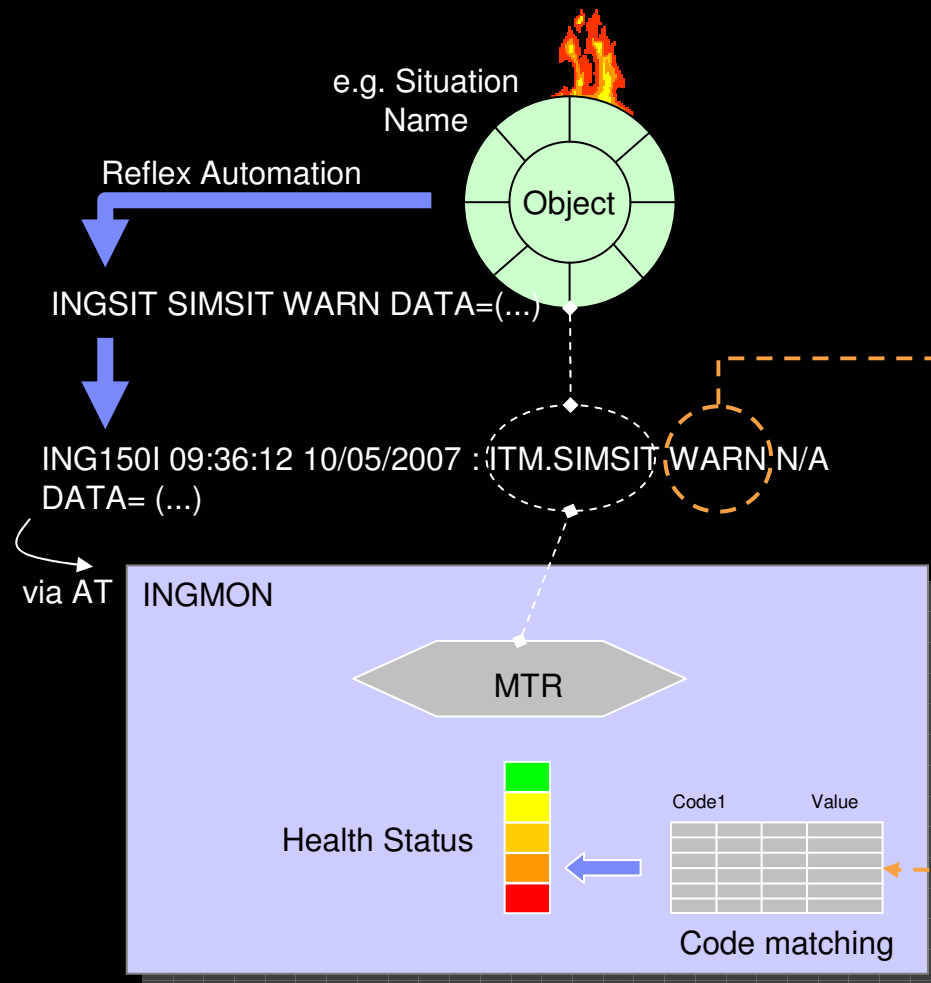 e.g. Situation
Name
Reflex Automation
Object
INGSIT SIMSIT WARN DATA=(...)
ING150I 09:36:12 10/05/2007 : ITM.SIMSIT WARN N/A
DATA= (...)
via AT
INGMON
MTR
Health Status
Code1 Value
Code matching